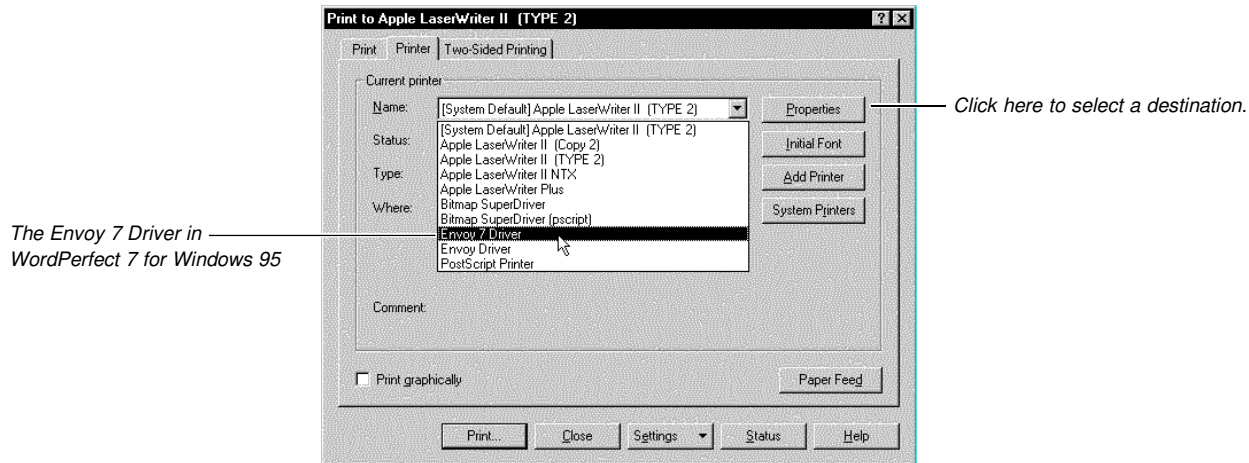 Print to Apple LaserWriter II (TYPE 2)
Print Printer Two-Sided Printing
Current printer
Name: [System Default] Apple LaserWriter II (TYPE 2) Properties
Click here to select a destination.
[System Default] Apple LaserWriter II (TYPE 2)
Status: Apple LaserWriter II (Copy 2) Initial Font
Apple LaserWriter II (TYPE 2)
Type: Apple LaserWriter II NTX Add Printer
Apple LaserWriter Plus
Where: Bitmap SuperDriver System Printers
Bitmap SuperDriver (pscript)
Envoy 7 Driver
Envoy Driver
PostScript Printer
The Envoy 7 Driver in
WordPerfect 7 for Windows 95
Comment:
Print graphically Paper Feed
Print... Close Settings Status Help